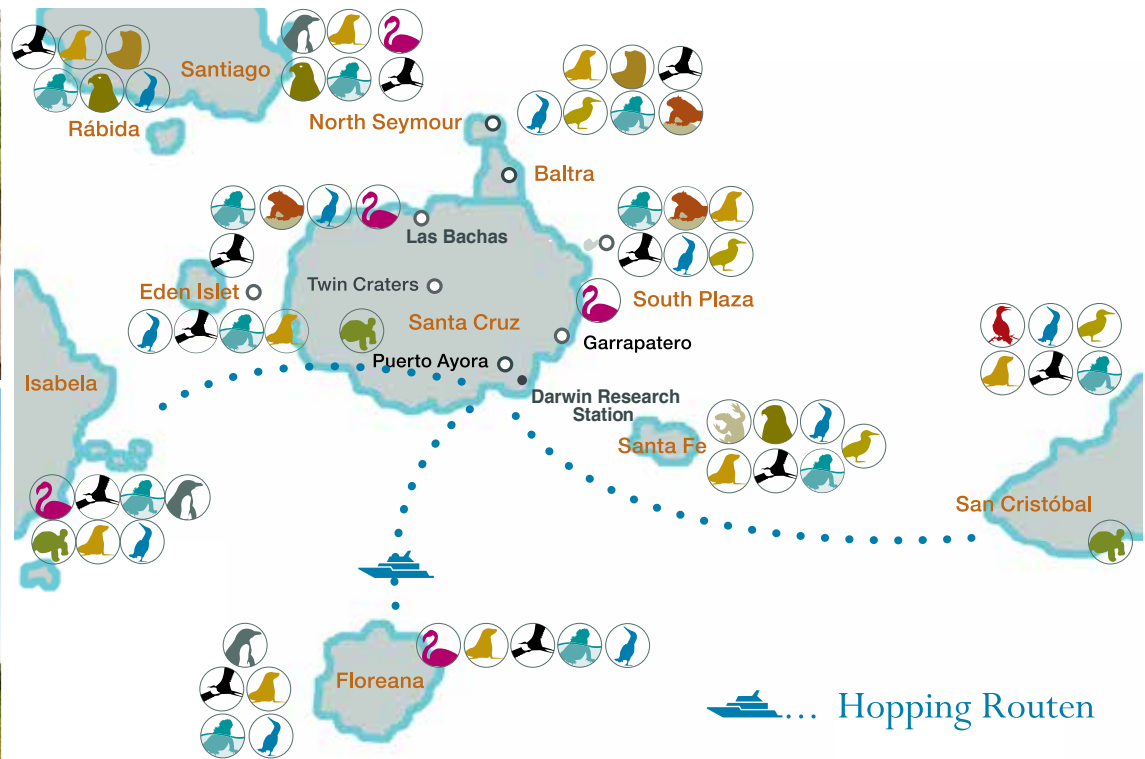 Santiago
Rábida
North Seymour
Baltra
Las Bachas
Eden Islet
Twin Craters
South Plaza
Santa Cruz
Garrapatero
Puerto Ayora
Isabela
Darwin Research
Station
Santa Fe
San Cristóbal
Floreana
... Hopping Routen